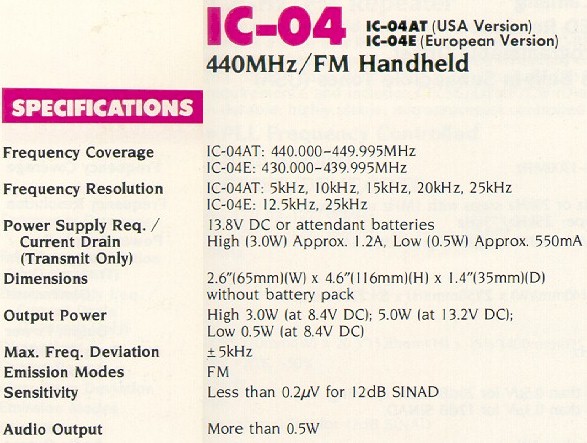 IC-04 IC-04AT (USA Version)
IC-04E (European Version)
440MHz/FM Handheld
SPECIFICATIONS
Frequency Coverage IC-04AT: 440.000-449.995MHz
IC-04E: 430.000-439.995MHz
Frequency Resolution IC-04AT: 5kHz, 10kHz, 15kHz, 20kHz, 25kHz
IC-04E: 12.5kHz, 25kHz
Power Supply Req. / 13.8V DC or attendant batteries
Current Drain High (3.0W) Approx. 1.2A, Low (0.5W) Approx. 550mA
(Transmit Only)
Dimensions 2.6"(65mm)(W) x 4.6"(116mm)(H) x 1.4"(35mm)(D)
without battery pack
Output Power High 3.0W (at 8.4V DC); 5.0W (at 13.2V DC);
Low 0.5W (at 8.4V DC)
Max. Freq. Deviation ±5kHz
Emission Modes FM
Sensitivity Less than 0.2µV for 12dB SINAD
Audio Output More than 0.5W